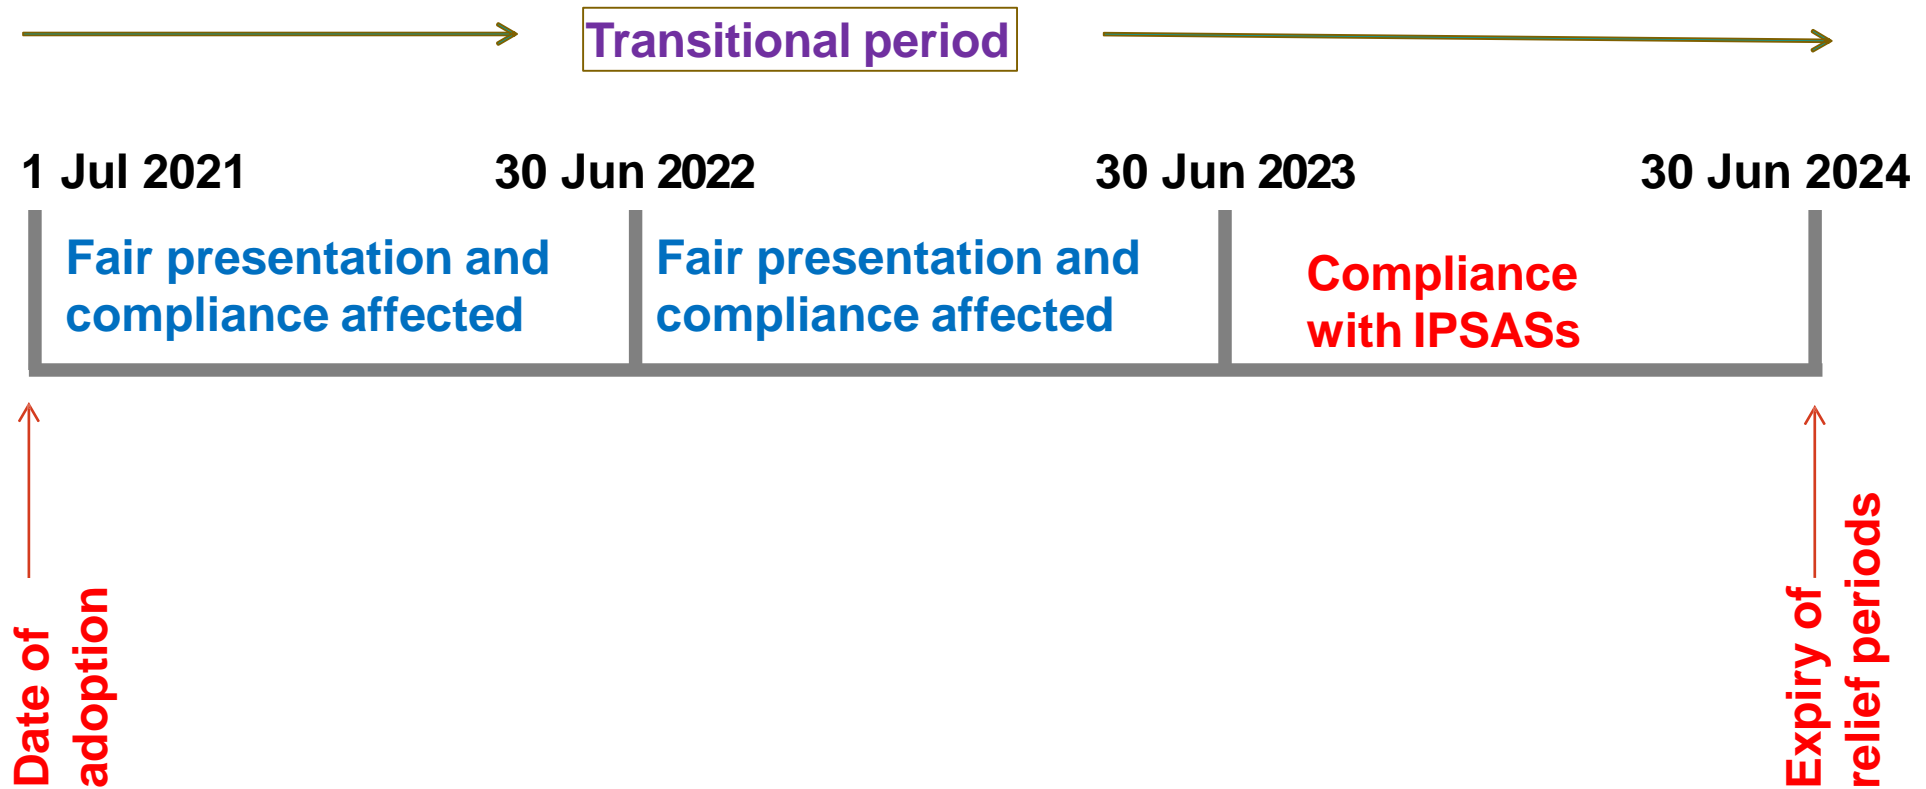 Transitional period
1 Jul 2021
30 Jun 2022
30 Jun 2023
30 Jun 2024
Fair presentation and
compliance affected
Fair presentation and
compliance affected
Compliance
with IPSASs
Date of
adoption
Expiry of
relief periods